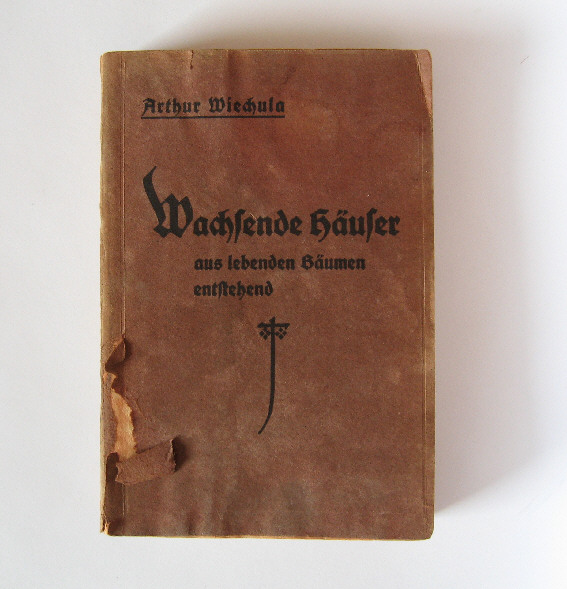 Arthur Wiechula
Wachſende Häuſer
aus lebenden Bäumen
entſtehend